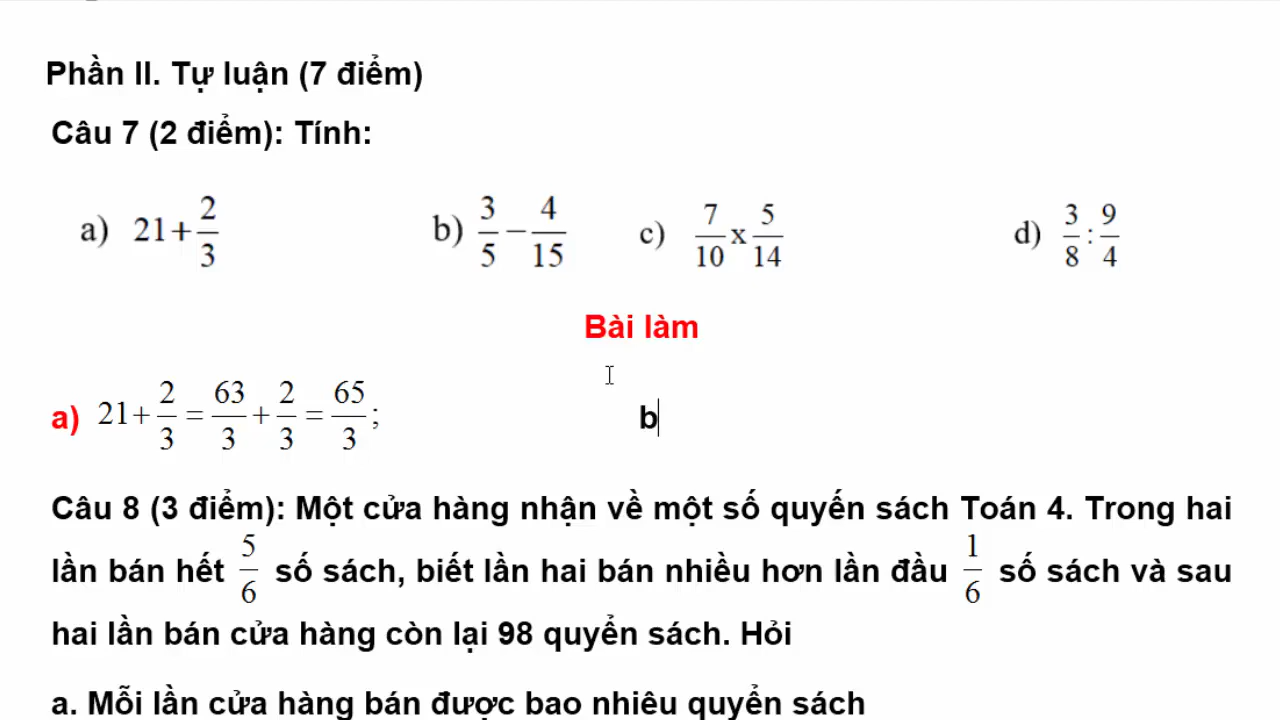 Phần II. Tự luận (7 điểm)
Câu 7 (2 điểm): Tính:
a) 21+2/3 b) 3/5−4/15 c) 7/10x5/14 d) 3/8:9/4
Bài làm
a) 21+2/3=63/3+2/3=65/3; b
Câu 8 (3 điểm): Một cửa hàng nhận về một số quyển sách Toán 4. Trong hai
lần bán hết 5/6 số sách, biết lần hai bán nhiều hơn lần đầu 1/6 số sách và sau
hai lần bán cửa hàng còn lại 98 quyển sách. Hỏi
a. Mỗi lần cửa hàng bán được bao nhiêu quyển sách